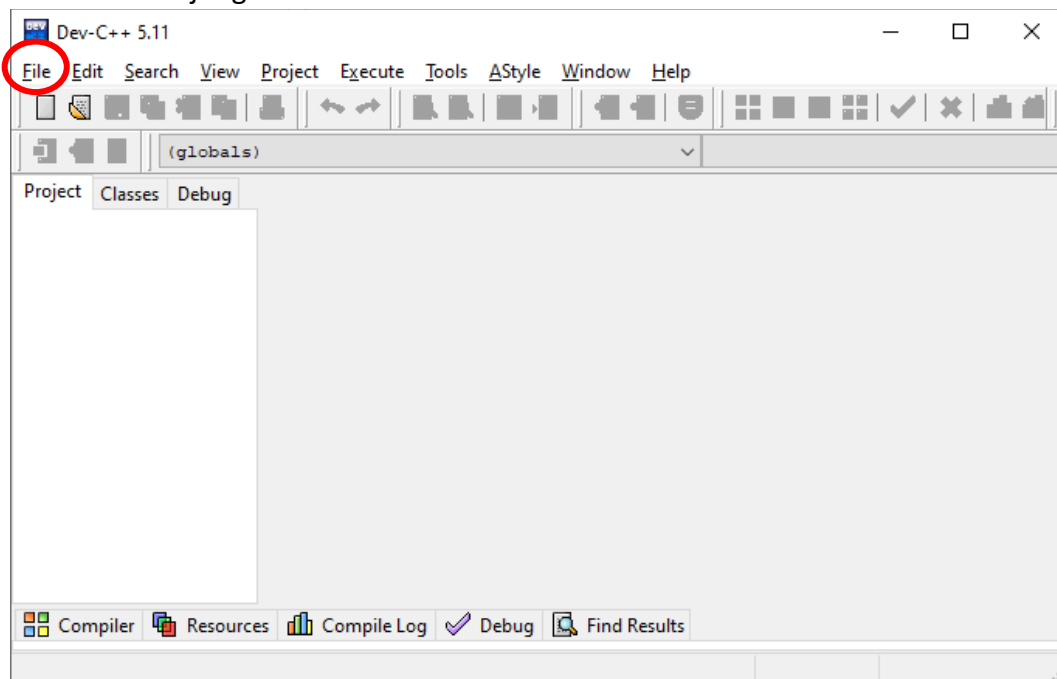 Dev-C++ 5.11
File Edit Search View Project Execute Tools AStyle Window Help
(globals)
Project Classes Debug
Compiler Resources Compile Log Debug Find Results